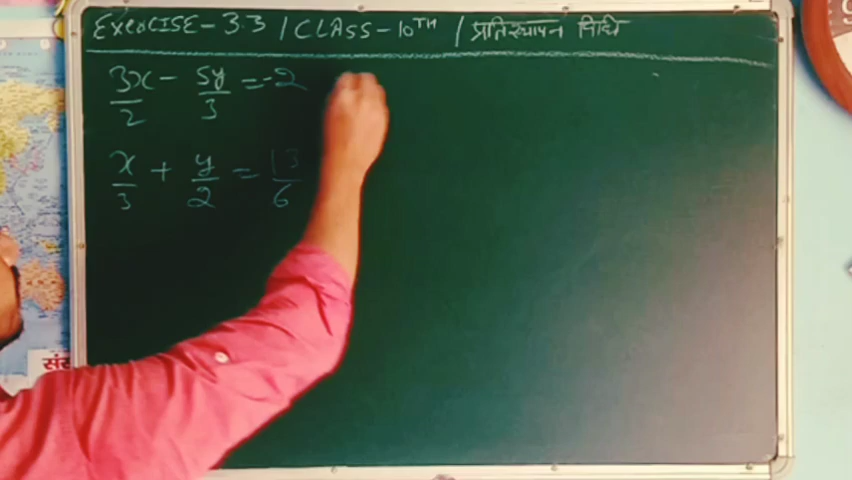 EXERCISE-3.3 / CLASS-10TH / प्रतिस्थापन विधि
3x/2 - 5y/3 = -2
x/3 + y/2 = 13/6
संस